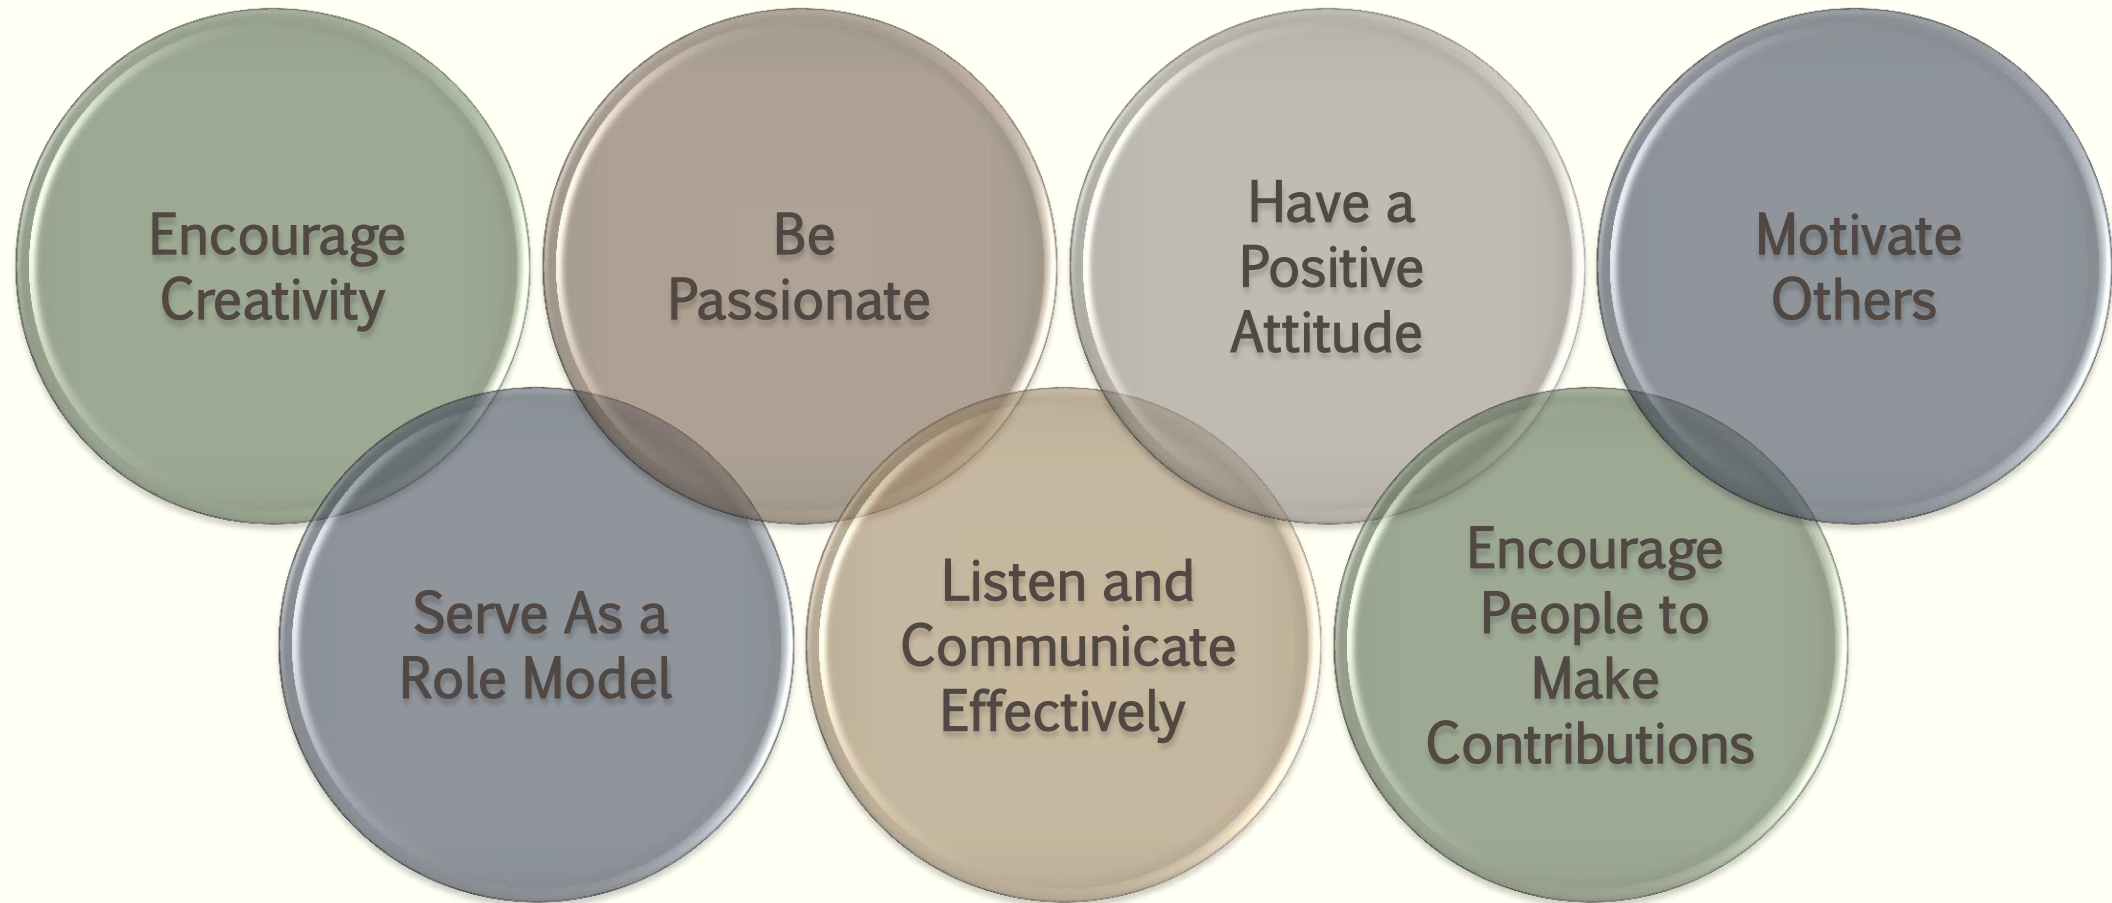 Encourage
Creativity
Be
Passionate
Have a
Positive
Attitude
Motivate
Others
Serve As a
Role Model
Listen and
Communicate
Effectively
Encourage
People to
Make
Contributions